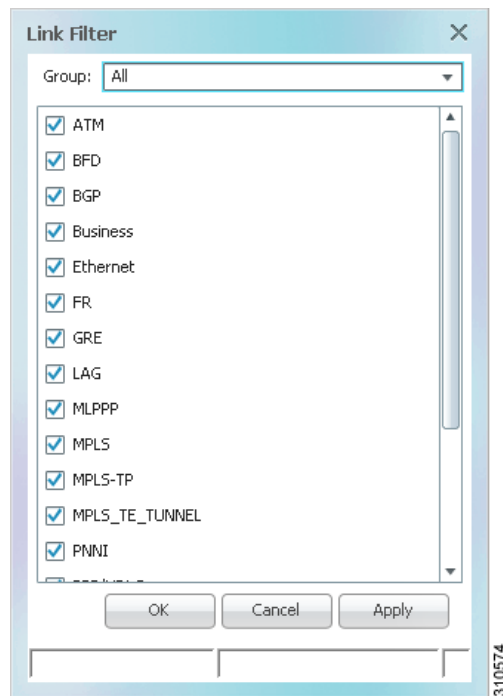 Link Filter
Group: All
ATM
BFD
BGP
Business
Ethernet
FR
GRE
LAG
MLPPP
MPLS
MPLS-TP
MPLS_TE_TUNNEL
PNNI
OK Cancel Apply
310574